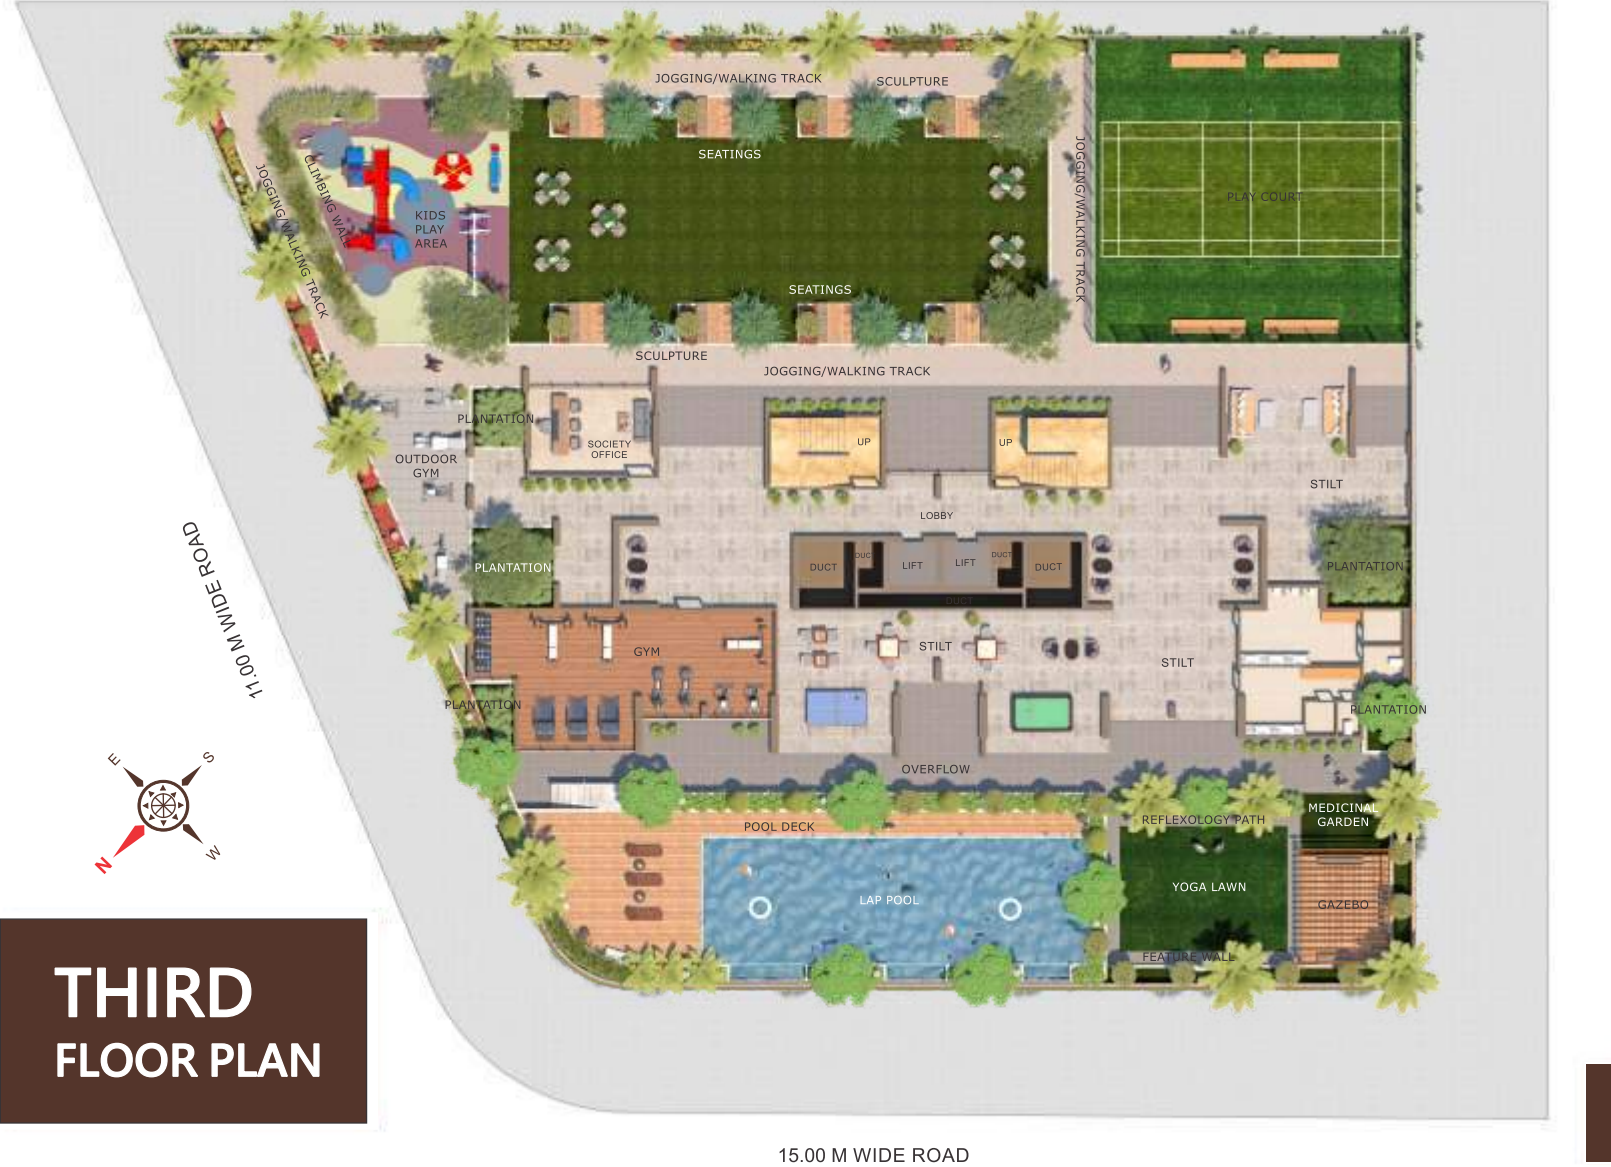 JOGGING/WALKING TRACK
SCULPTURE
SEATINGS
JOGGING/WALKING TRACK
CLIMBING WALL
JOGGING/WALKING TRACK
PLAY COURT
KIDS
PLAY
AREA
SEATINGS
SCULPTURE
JOGGING/WALKING TRACK
PLANTATION
SOCIETY
OFFICE
UP
UP
OUTDOOR
GYM
STILT
LOBBY
PLANTATION
DUCT
DUCT
LIFT
LIFT
DUCT
DUCT
PLANTATION
DUCT
11.00 M WIDE ROAD
GYM
STILT
STILT
PLANTATION
PLANTATION
OVERFLOW
E
S
N
W
POOL DECK
REFLEXOLOGY PATH
MEDICINAL
GARDEN
LAP POOL
YOGA LAWN
GAZEBO
FEATURE WALL
THIRD
FLOOR PLAN
15.00 M WIDE ROAD